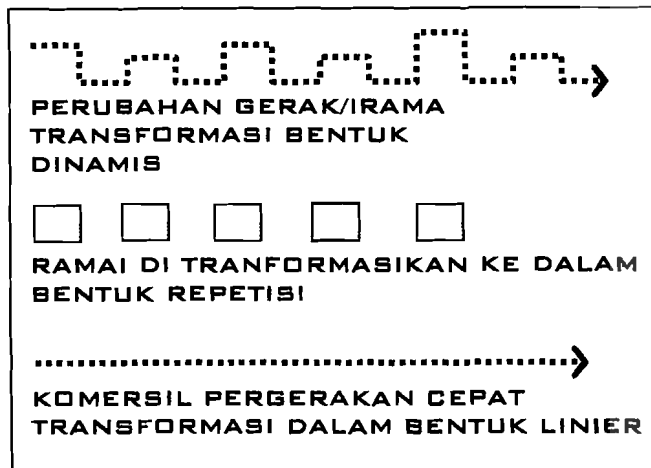 PERUBAHAN GERAK/IRAMA
TRANSFORMASI BENTUK
DINAMIS
RAMAI DI TRANFORMASIKAN KE DALAM
BENTUK REPETISI
KOMERSIL PERGERAKAN CEPAT
TRANSFORMASI DALAM BENTUK LINIER